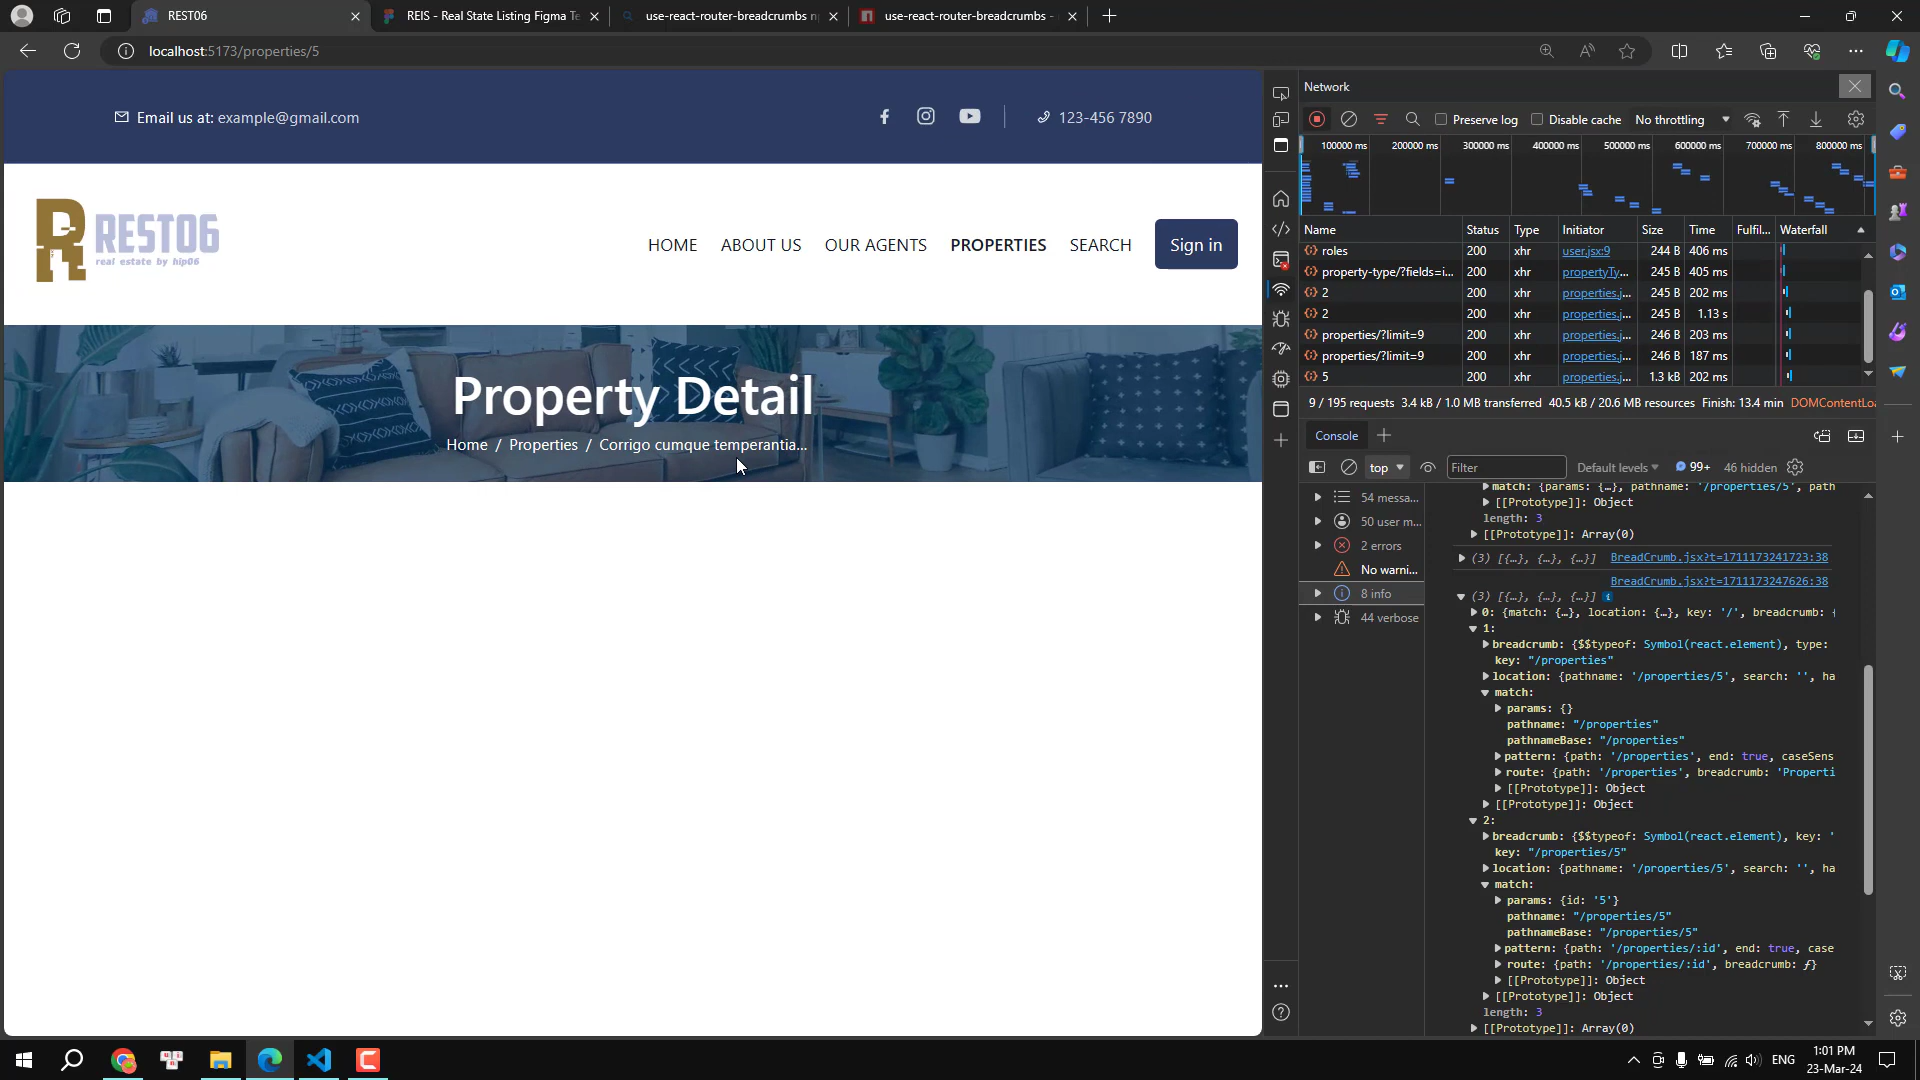 REST06
REIS - Real State Listing Figma Te
use-react-router-breadcrumbs n
use-react-router-breadcrumbs -
localhost:5173/properties/5
Email us at: example@gmail.com
123-456 7890
REST06
real estate by hip06
HOME
ABOUT US
OUR AGENTS
PROPERTIES
SEARCH
Sign in
Property Detail
Home / Properties / Corrigo cumque temperantia...
Network
Preserve log
Disable cache
No throttling
100000 ms
200000 ms
300000 ms
400000 ms
500000 ms
600000 ms
700000 ms
800000 ms
Name Status Type Initiator Size Time Fulfil... Waterfall
roles 200 xhr user.jsx:9 244 B 406 ms
property-type/?fields=i... 200 xhr propertyTy... 245 B 405 ms
2 200 xhr properties.j... 245 B 202 ms
2 200 xhr properties.j... 245 B 1.13 s
properties/?limit=9 200 xhr properties.j... 246 B 203 ms
properties/?limit=9 200 xhr properties.j... 246 B 187 ms
5 200 xhr properties.j... 1.3 kB 202 ms
9 / 195 requests 3.4 kB / 1.0 MB transferred 40.5 kB / 20.6 MB resources Finish: 13.4 min DOMContentLoa
Console
top
Filter
Default levels
99+
46 hidden
54 messa...
50 user m...
2 errors
No warni...
8 info
44 verbose
match: {params: {…}, pathname: '/properties/5', path
[[Prototype]]: Object
length: 3
[[Prototype]]: Array(0)
(3) [{…}, {…}, {…}] BreadCrumb.jsx?t=1711173241723:38
BreadCrumb.jsx?t=1711173247626:38
(3) [{…}, {…}, {…}] i
0: {match: {…}, location: {…}, key: '/', breadcrumb: {
1:
breadcrumb: {$$typeof: Symbol(react.element), type:
key: "/properties"
location: {pathname: '/properties/5', search: '', ha
match:
params: {}
pathname: "/properties"
pathnameBase: "/properties"
pattern: {path: '/properties', end: true, caseSens
route: {path: '/properties', breadcrumb: 'Properti
[[Prototype]]: Object
[[Prototype]]: Object
2:
breadcrumb: {$$typeof: Symbol(react.element), key: '
key: "/properties/5"
location: {pathname: '/properties/5', search: '', ha
match:
params: {id: '5'}
pathname: "/properties/5"
pathnameBase: "/properties/5"
pattern: {path: '/properties/:id', end: true, case
route: {path: '/properties/:id', breadcrumb: ƒ}
[[Prototype]]: Object
[[Prototype]]: Object
length: 3
[[Prototype]]: Array(0)
ENG
1:01 PM
23-Mar-24